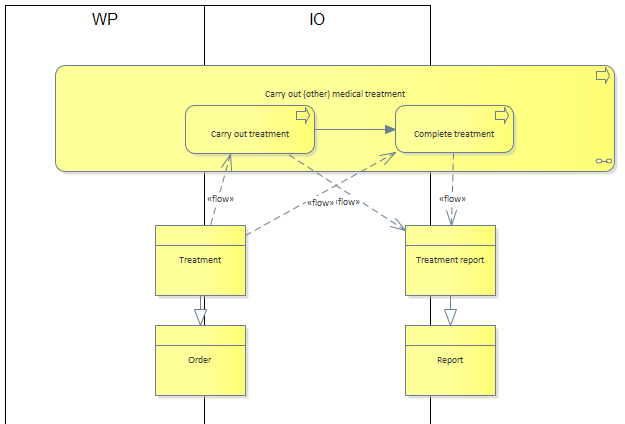 WP
IO
Carry out (other) medical treatment
Carry out treatment
Complete treatment
«flow»
«flow»
«flow»
«flow»
Treatment
Treatment report
Order
Report